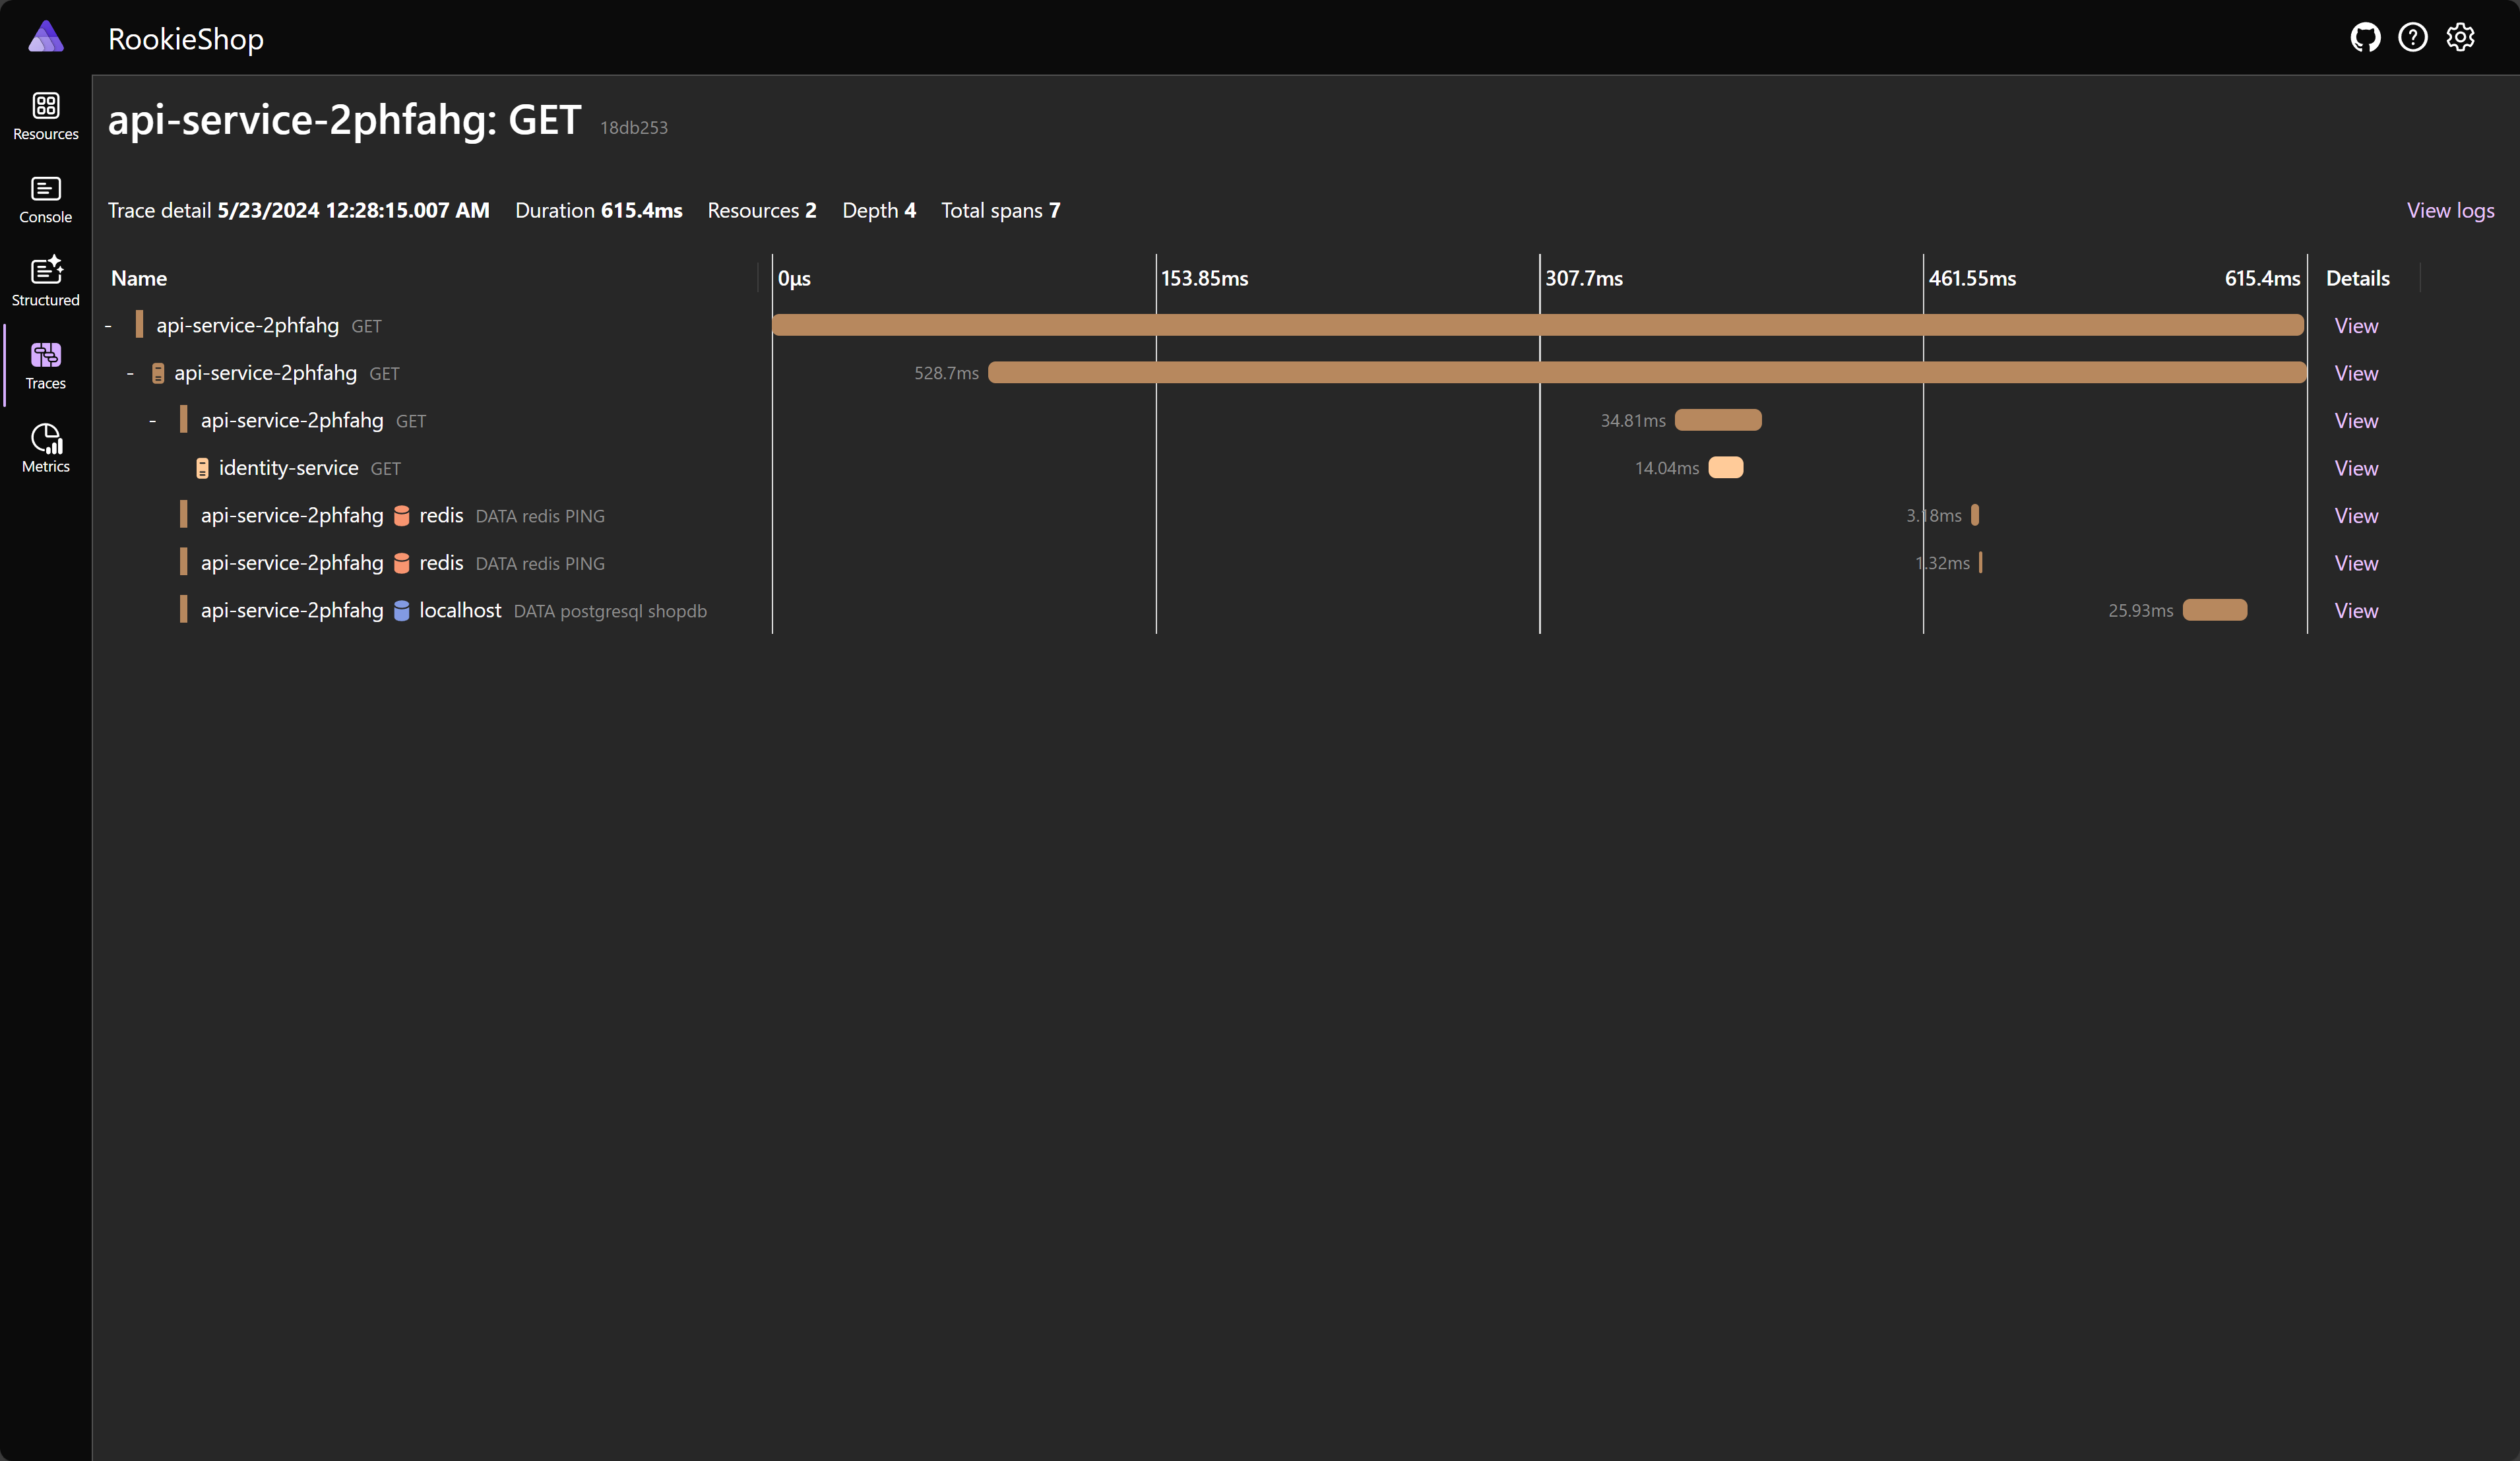 RookieShop
Resources
Console
Structured
Traces
Metrics
api-service-2phfahg: GET 18db253
Trace detail 5/23/2024 12:28:15.007 AM Duration 615.4ms Resources 2 Depth 4 Total spans 7 View logs
Name 0μs 153.85ms 307.7ms 461.55ms 615.4ms Details
- api-service-2phfahg GET View
- api-service-2phfahg GET 528.7ms View
- api-service-2phfahg GET 34.81ms View
identity-service GET 14.04ms View
api-service-2phfahg redis DATA redis PING 3.18ms View
api-service-2phfahg redis DATA redis PING 1.32ms View
api-service-2phfahg localhost DATA postgresql shopdb 25.93ms View